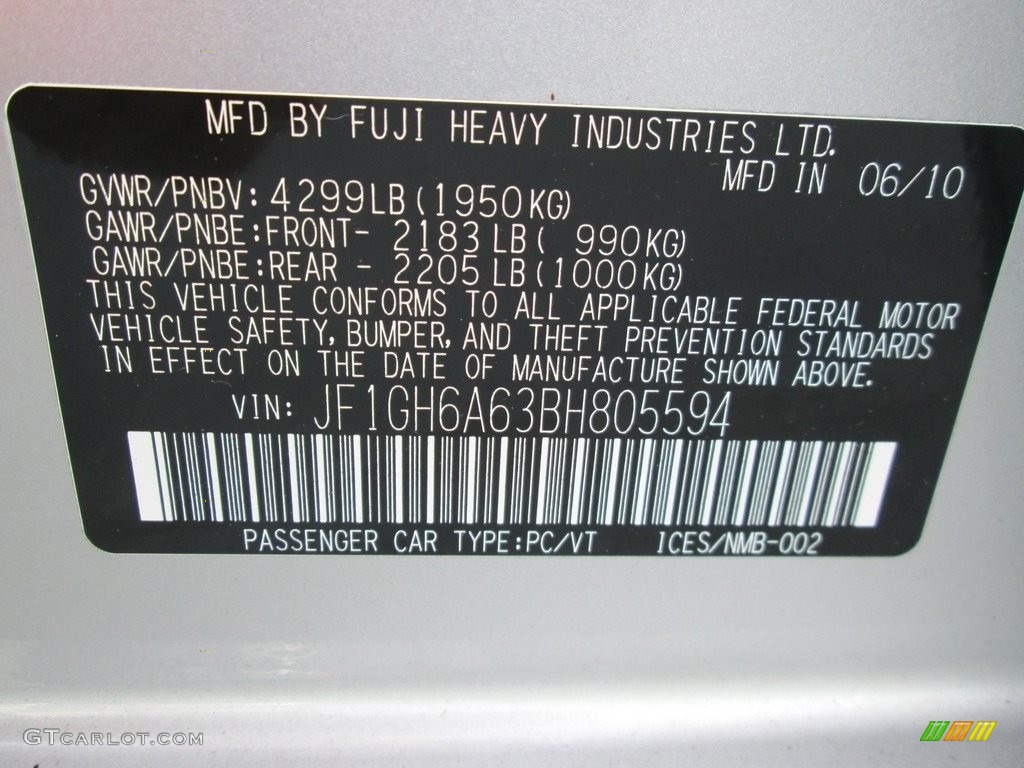 MFD BY FUJI HEAVY INDUSTRIES LTD.
MFD IN 06/10
GVWR/PNBV: 4299LB(1950KG)
GAWR/PNBE:FRONT- 2183LB( 990KG)
GAWR/PNBE:REAR - 2205LB(1000KG)
THIS VEHICLE CONFORMS TO ALL APPLICABLE FEDERAL MOTOR
VEHICLE SAFETY, BUMPER, AND THEFT PREVENTION STANDARDS
IN EFFECT ON THE DATE OF MANUFACTURE SHOWN ABOVE.
VIN: JF1GH6A63BH805594
PASSENGER CAR TYPE:PC/VT ICES/NMB-002
GTCARLOT.COM